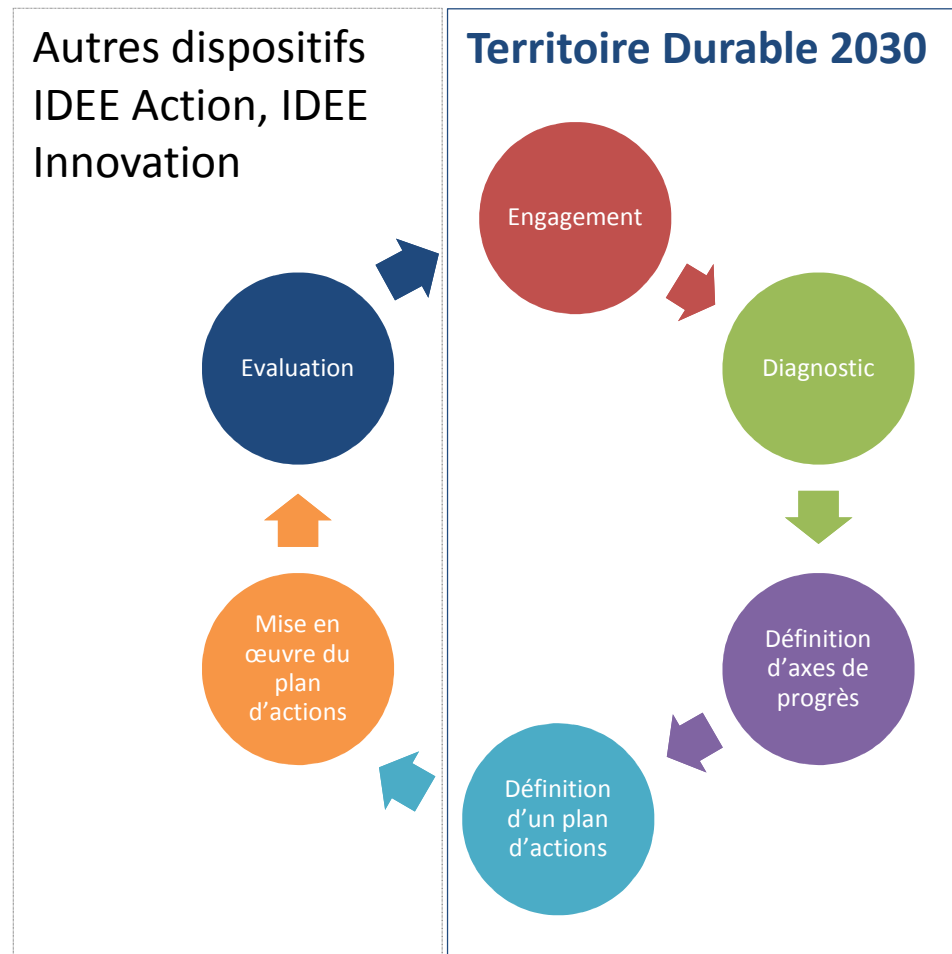 Autres dispositifs
IDEE Action, IDEE
Innovation
Territoire Durable 2030
Engagement
Diagnostic
Définition
d’axes de
progrès
Définition
d’un plan
d’actions
Mise en
œuvre du
plan
d’actions
Evaluation